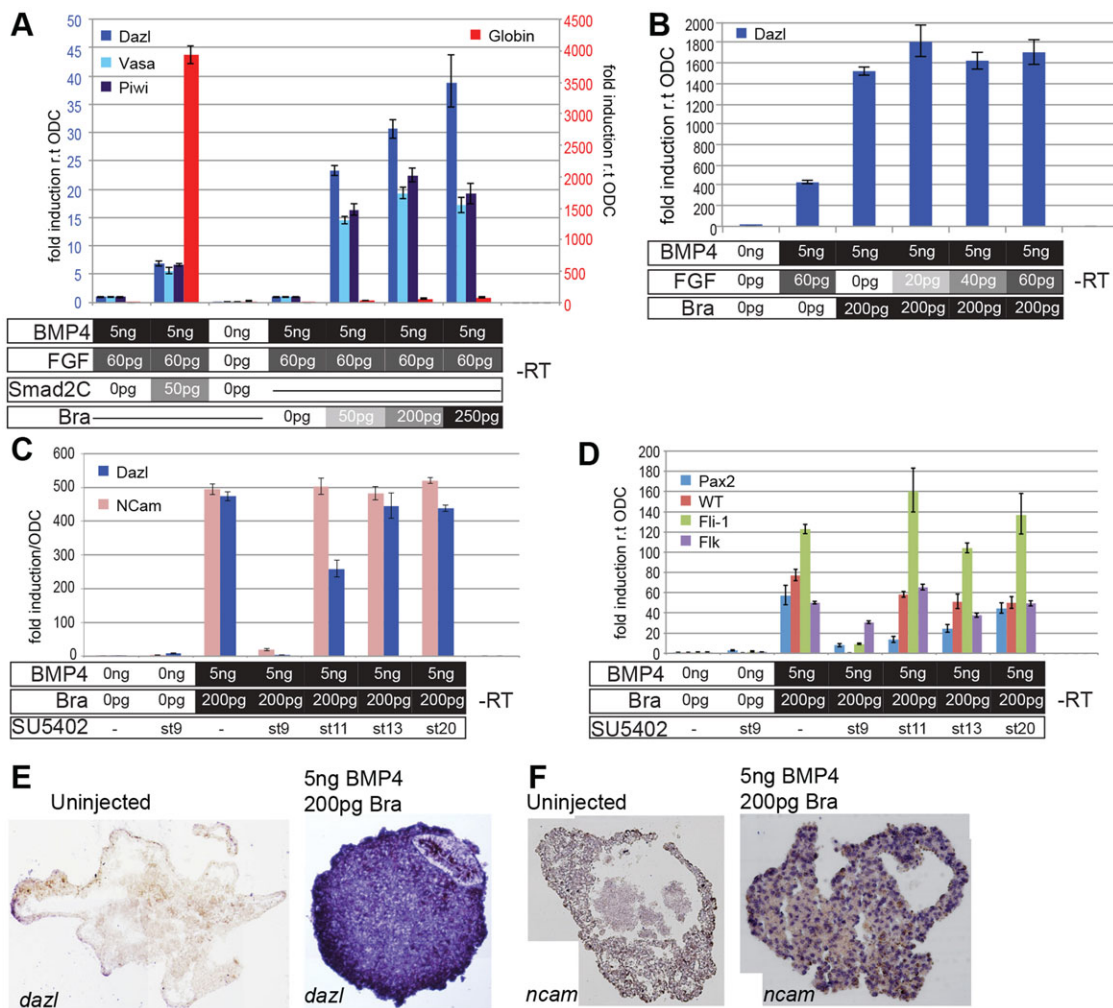 A
Dazl
Vasa
Piwi
Globin
fold induction r.t ODC
50
45
40
35
30
25
20
15
10
5
0
4500
4000
3500
3000
2500
2000
1500
1000
500
0
fold induction r.t ODC
BMP4 5ng 5ng 0ng 5ng 5ng 5ng 5ng
FGF 60pg 60pg 0pg 60pg 60pg 60pg 60pg
Smad2C 0pg 50pg 0pg
Bra 0pg 50pg 200pg 250pg
-RT
B
Dazl
fold induction r.t ODC
2000
1800
1600
1400
1200
1000
800
600
400
200
0
BMP4 0ng 5ng 5ng 5ng 5ng 5ng
FGF 0pg 60pg 0pg 20pg 40pg 60pg
Bra 0pg 0pg 200pg 200pg 200pg 200pg
-RT
C
Dazl
NCam
fold induction/ODC
600
500
400
300
200
100
0
BMP4 0ng 0ng 5ng 5ng 5ng 5ng 5ng
Bra 0pg 0pg 200pg 200pg 200pg 200pg 200pg
SU5402 - st9 - st9 st11 st13 st20
-RT
D
Pax2
WT
Fli-1
Flk
fold induction r.t ODC
200
180
160
140
120
100
80
60
40
20
0
BMP4 0ng 0ng 5ng 5ng 5ng 5ng 5ng
Bra 0pg 0pg 200pg 200pg 200pg 200pg 200pg
SU5402 - st9 - st9 st11 st13 st20
-RT
E
Uninjected
5ng BMP4
200pg Bra
dazl
dazl
F
Uninjected
5ng BMP4
200pg Bra
ncam
ncam